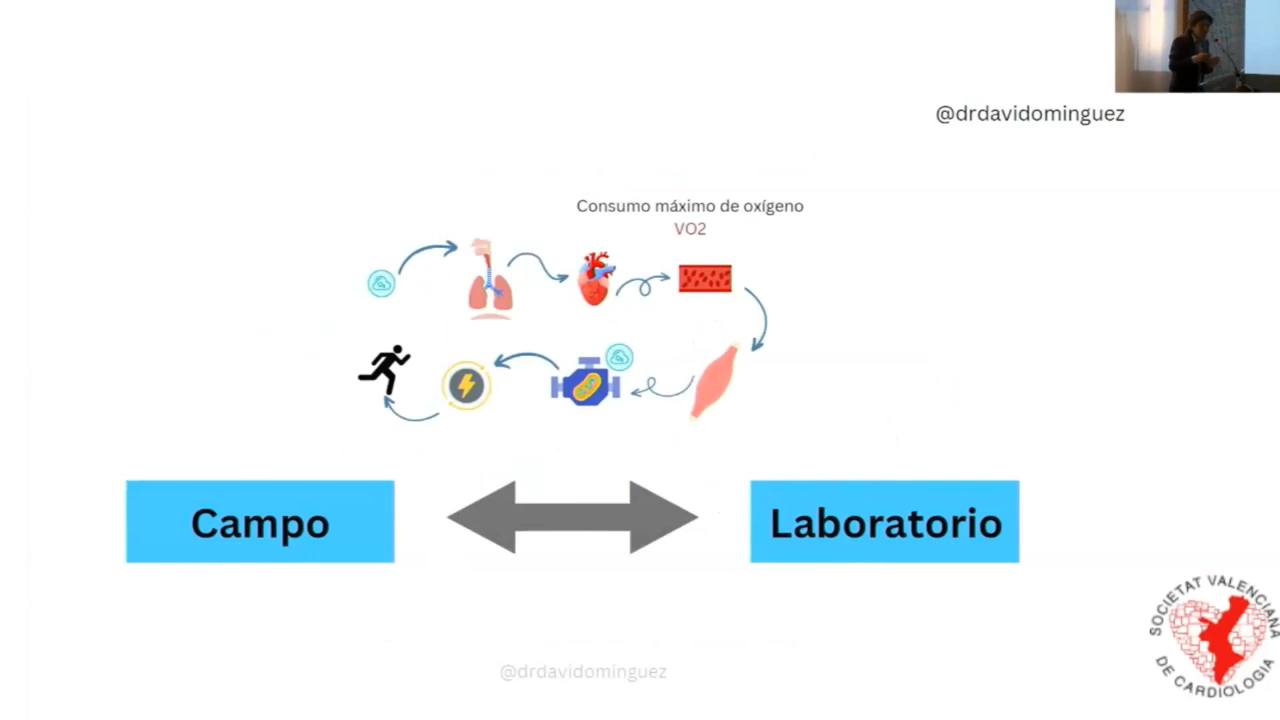 @drdavidominguez
Consumo máximo de oxígeno
VO2
Campo
Laboratorio
SOCIETAT VALENCIANA
DE CARDIOLOGIA
@drdavidominguez